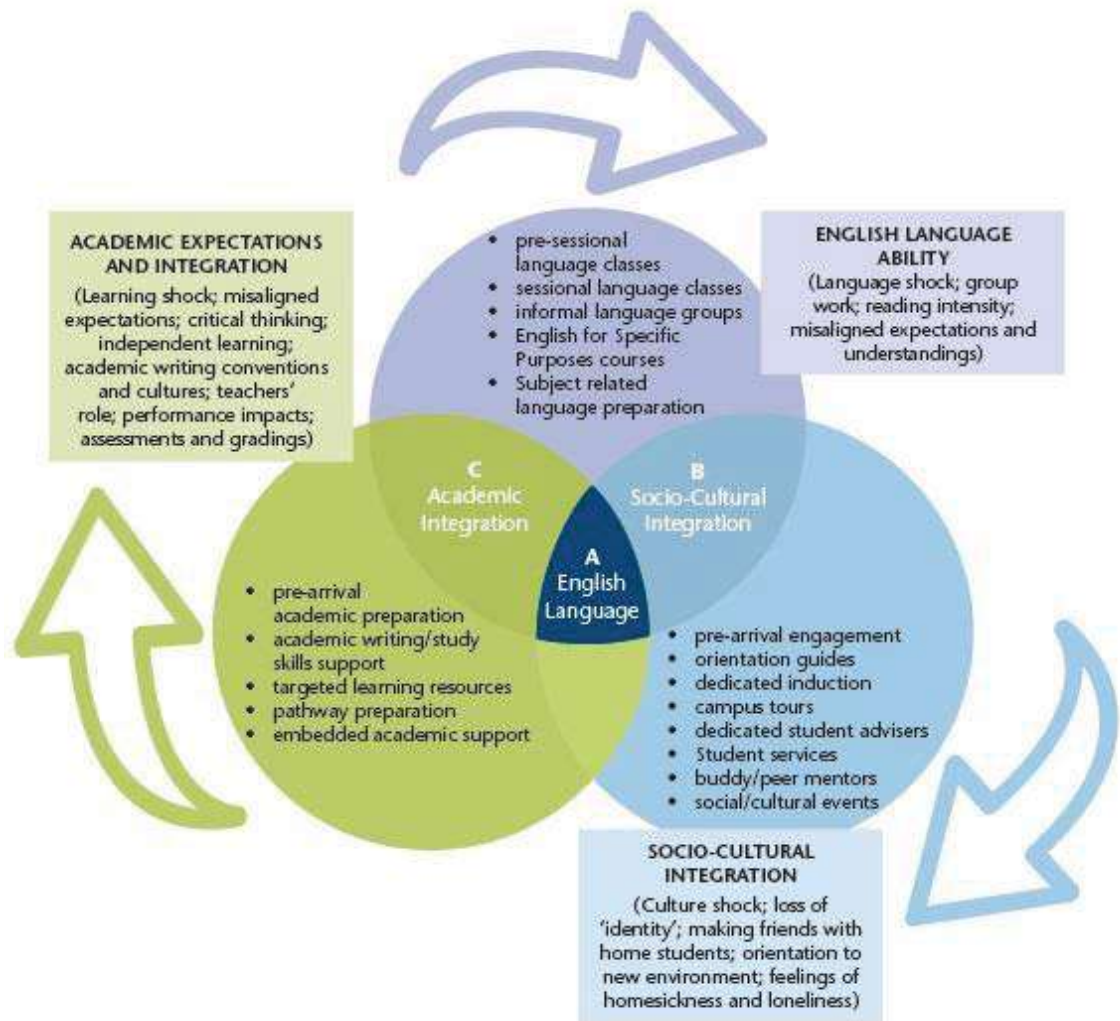 ACADEMIC EXPECTATIONS
AND INTEGRATION
(Learning shock; misaligned
expectations; critical thinking;
independent learning;
academic writing conventions
and cultures; teachers'
role; performance impacts;
assessments and gradings)
• pre-sessional
language classes
• sessional language classes
• informal language groups
• English for Specific
Purposes courses
• Subject related
language preparation
ENGLISH LANGUAGE
ABILITY
(Language shock; group
work; reading intensity;
misaligned expectations and
understandings)
C
Academic
Integration
B
Socio-Cultural
Integration
A
English
Language
• pre-arrival
academic preparation
• academic writing/study
skills support
• targeted learning resources
• pathway preparation
• embedded academic support
• pre-arrival engagement
• orientation guides
• dedicated induction
• campus tours
• dedicated student advisers
• Student services
• buddy/peer mentors
• social/cultural events
SOCIO-CULTURAL
INTEGRATION
(Culture shock; loss of
'identity'; making friends with
home students; orientation to
new environment; feelings of
homesickness and loneliness)